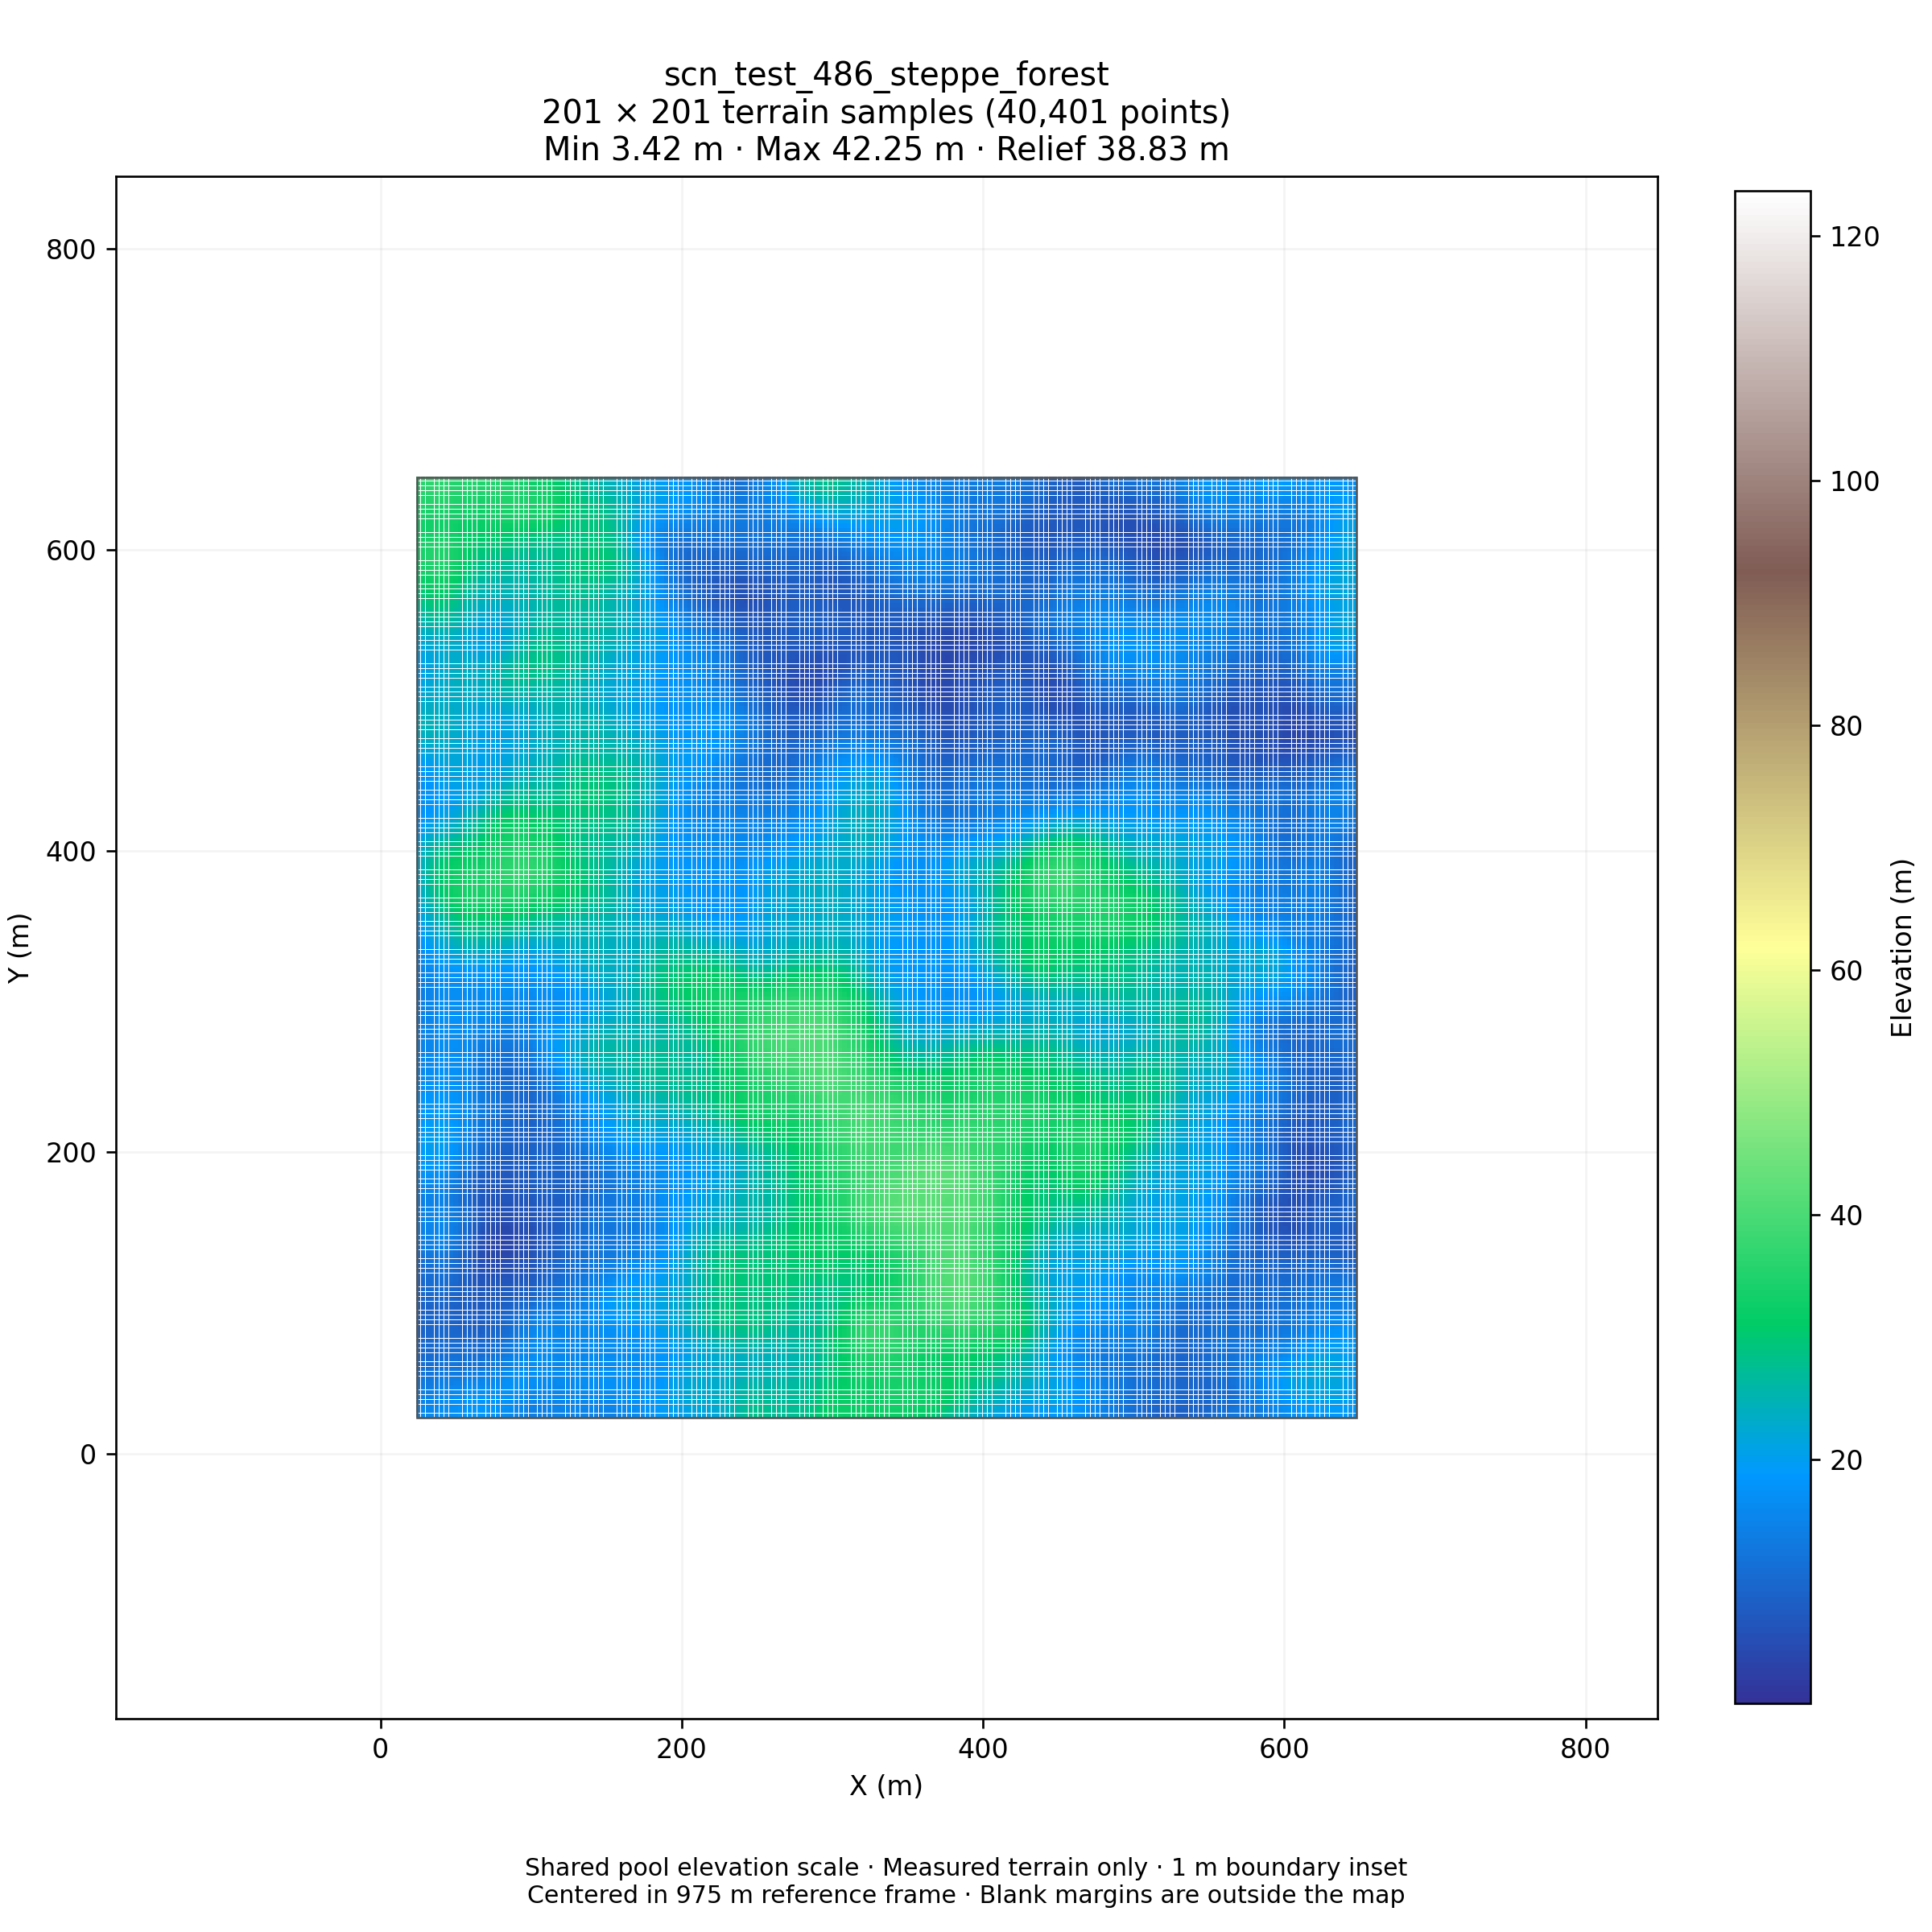 scn_test_486_steppe_forest
201 × 201 terrain samples (40,401 points)
Min 3.42 m · Max 42.25 m · Relief 38.83 m
800
600
400
200
0
Y (m)
0
200
400
600
800
X (m)
120
100
80
60
40
20
Elevation (m)
Shared pool elevation scale · Measured terrain only · 1 m boundary inset
Centered in 975 m reference frame · Blank margins are outside the map